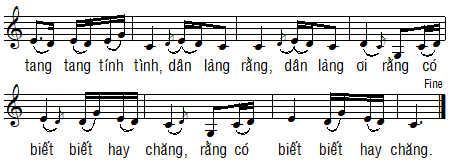 tang tang tính tình, dân làng rằng, dân làng ơi rằng có
Fine
biết biết hay chăng, rằng có biết biết hay chăng.